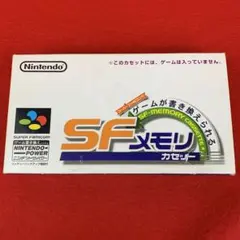 Nintendo
※このカセットには、ゲームは入っていません。
ゲームが書き換えられる
SF-MEMORY CASSETTE
SFメモリ
カセット
SUPER FAMICOM
NINTENDO
POWER